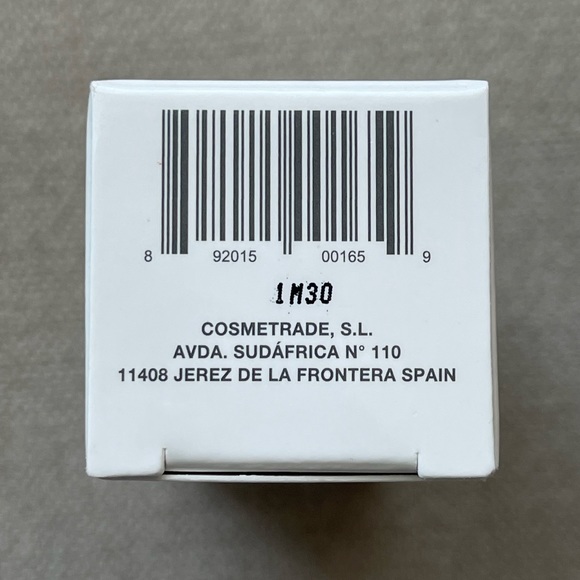 8 92015 00165 9
1M30
COSMETRADE, S.L.
AVDA. SUDÁFRICA N° 110
11408 JEREZ DE LA FRONTERA SPAIN